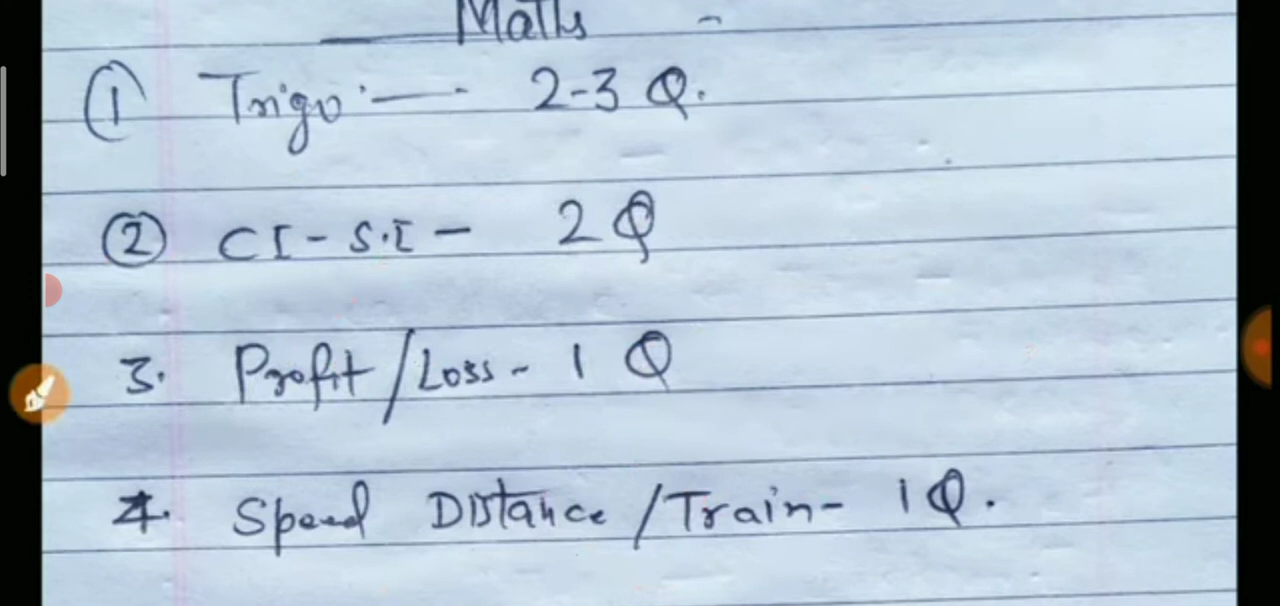 Maths
① Trigo :— 2-3 Q.
② CI - S.I - 2 Q
3. Profit / Loss - 1 Q
4. Speed Distance / Train - 1 Q.